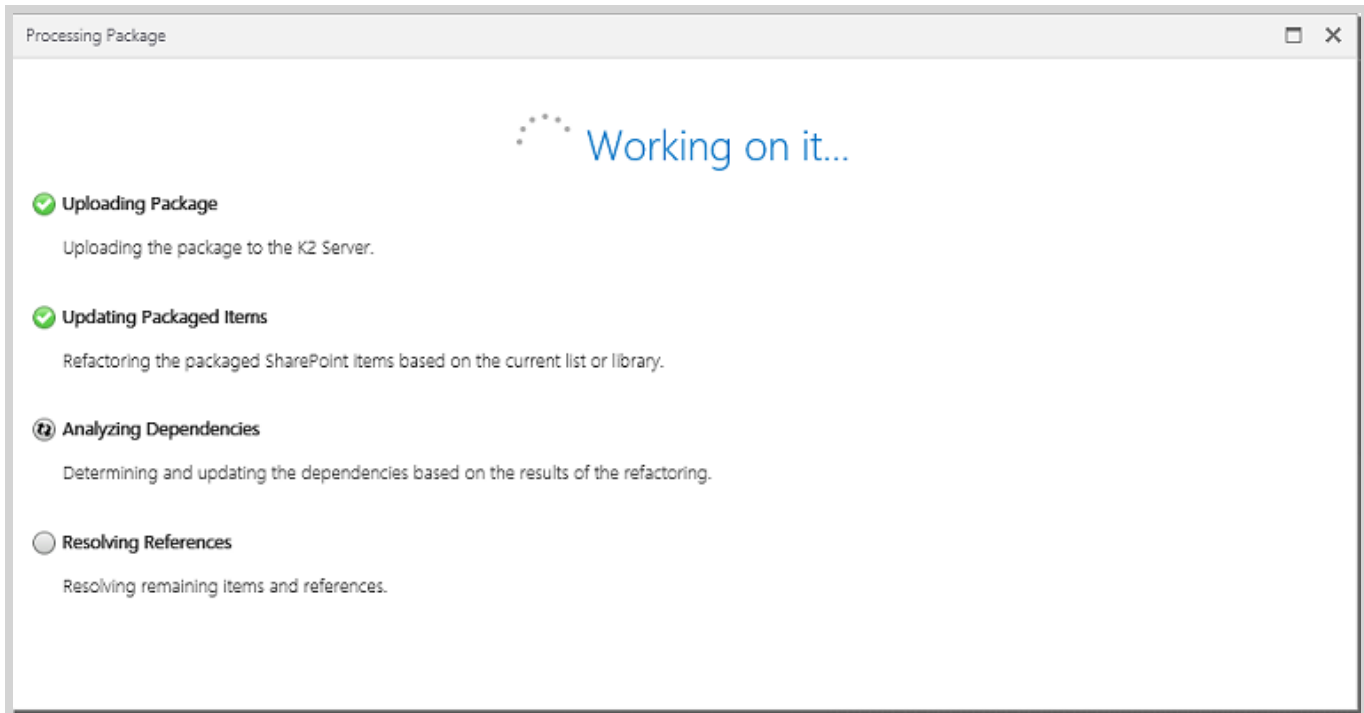 Processing Package
Working on it...
Uploading Package
Uploading the package to the K2 Server.
Updating Packaged Items
Refactoring the packaged SharePoint items based on the current list or library.
Analyzing Dependencies
Determining and updating the dependencies based on the results of the refactoring.
Resolving References
Resolving remaining items and references.